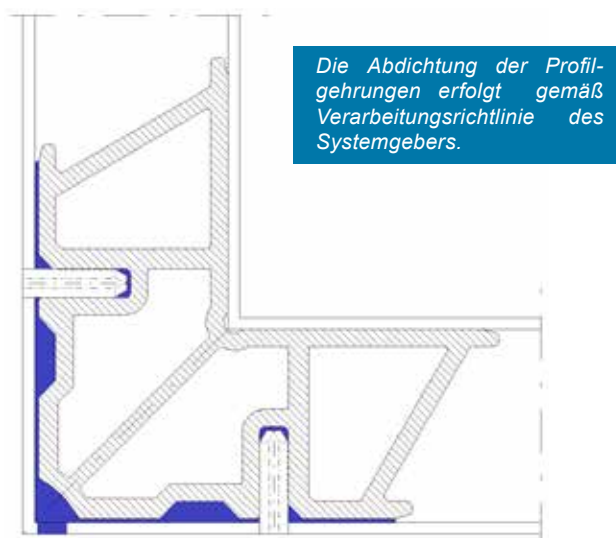 Die Abdichtung der Profil-
gehrungen erfolgt gemäß
Verarbeitungsrichtlinie des
Systemgebers.